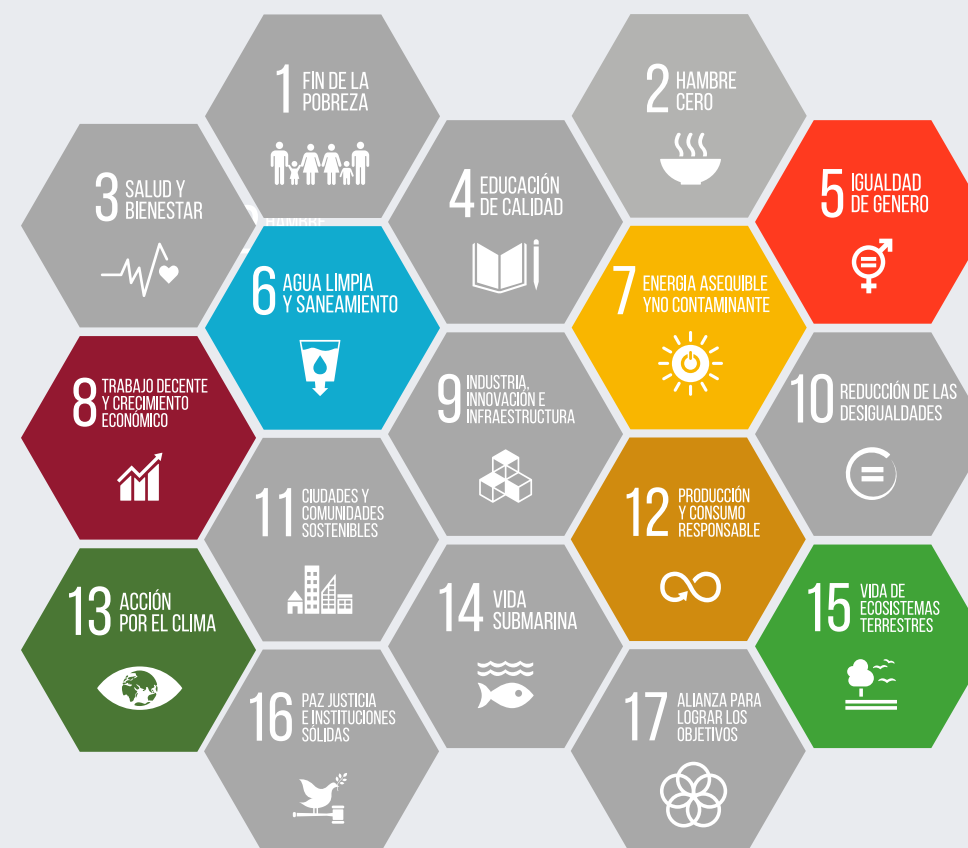 1 FIN DE LA
POBREZA
2 HAMBRE
CERO
3 SALUD Y
BIENESTAR
4 EDUCACIÓN
DE CALIDAD
5 IGUALDAD
DE GENERO
HAMBRE
6 AGUA LIMPIA
Y SANEAMIENTO
7 ENERGIA ASEQUIBLE
YNO CONTAMINANTE
8 TRABAJO DECENTE
Y CRECIMIENTO
ECONÓMICO
9 INDUSTRIA,
INNOVACIÓN E
INFRAESTRUCTURA
10 REDUCCIÓN DE LAS
DESIGUALDADES
11 CIUDADES Y
COMUNIDADES
SOSTENIBLES
12 PRODUCCIÓN
Y CONSUMO
RESPONSABLE
13 ACCIÓN
POR EL CLIMA
14 VIDA
SUBMARINA
15 VIDA DE
ECOSISTEMAS
TERRESTRES
16 PAZ JUSTICIA
E INSTITUCIONES
SÓLIDAS
17 ALIANZA PARA
LOGRAR LOS
OBJETIVOS